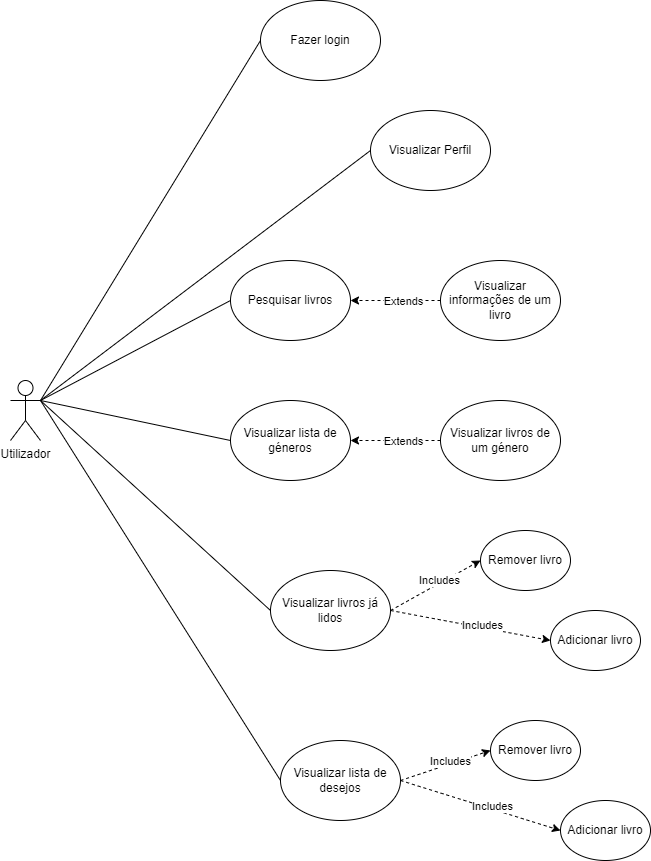 Fazer login
Visualizar Perfil
Pesquisar livros
Extends
Visualizar
informações de um
livro
Utilizador
Visualizar lista de
géneros
Extends
Visualizar livros de
um género
Visualizar livros já
lidos
Includes
Remover livro
Includes
Adicionar livro
Visualizar lista de
desejos
Includes
Remover livro
Includes
Adicionar livro